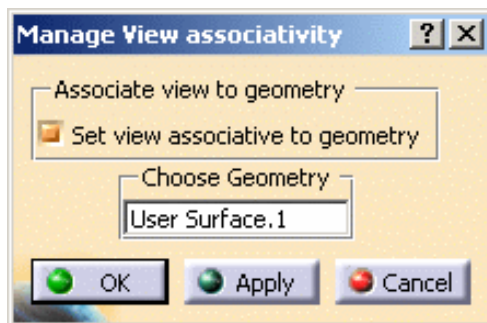 Manage View associativity
Associate view to geometry
Set view associative to geometry
Choose Geometry
User Surface.1
OK Apply Cancel